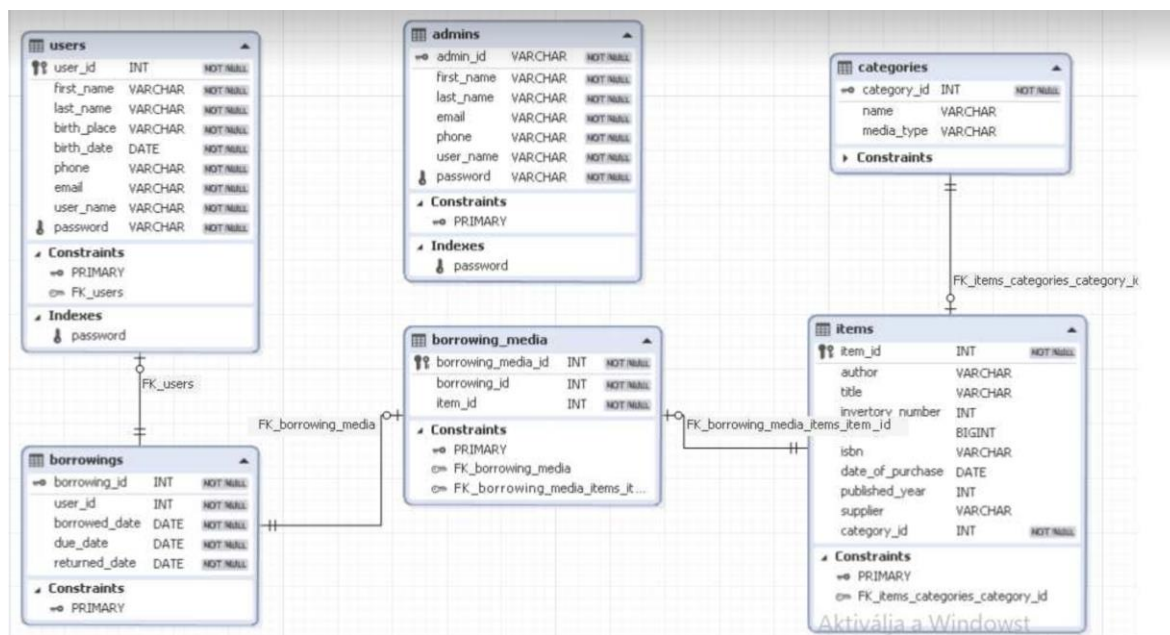 users
user_id INT NOT NULL
first_name VARCHAR NOT NULL
last_name VARCHAR NOT NULL
birth_place VARCHAR NOT NULL
birth_date DATE NOT NULL
phone VARCHAR NOT NULL
email VARCHAR NOT NULL
user_name VARCHAR NOT NULL
password VARCHAR NOT NULL
Constraints
PRIMARY
FK_users
Indexes
password
admins
admin_id VARCHAR NOT NULL
first_name VARCHAR NOT NULL
last_name VARCHAR NOT NULL
email VARCHAR NOT NULL
phone VARCHAR NOT NULL
user_name VARCHAR NOT NULL
password VARCHAR NOT NULL
Constraints
PRIMARY
Indexes
password
categories
category_id INT NOT NULL
name VARCHAR
media_type VARCHAR
Constraints
FK_items_categories_category_ic
FK_users
borrowings
borrowing_id INT NOT NULL
user_id INT NOT NULL
borrowed_date DATE NOT NULL
due_date DATE NOT NULL
returned_date DATE NOT NULL
Constraints
PRIMARY
FK_borrowing_media
borrowing_media
borrowing_media_id INT NOT NULL
borrowing_id INT NOT NULL
item_id INT NOT NULL
Constraints
PRIMARY
FK_borrowing_media
FK_borrowing_media_items_it ...
FK_borrowing_media_items_item_id
items
item_id INT NOT NULL
author VARCHAR
title VARCHAR
invertory_number INT
BIGINT
isbn VARCHAR
date_of_purchase DATE
published_year INT
supplier VARCHAR
category_id INT NOT NULL
Constraints
PRIMARY
FK_items_categories_category_id
Aktiválja a Windowst